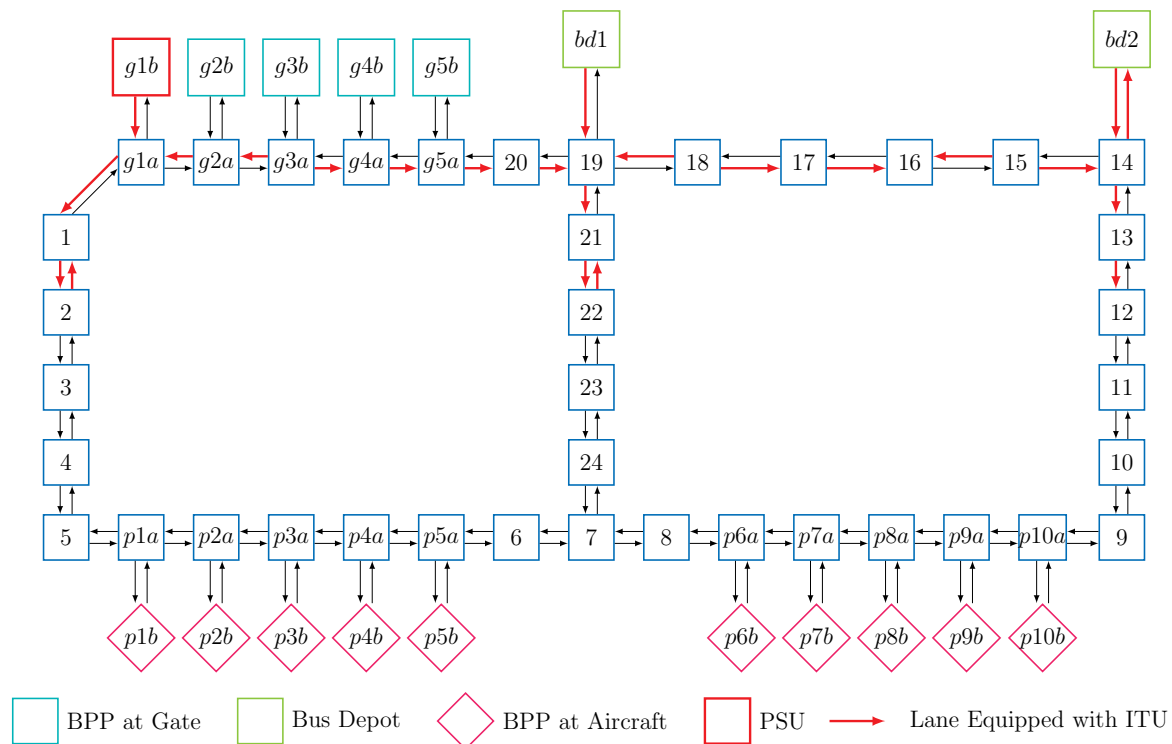 g1b g2b g3b g4b g5b bd1 bd2
g1a g2a g3a g4a g5a 20 19 18 17 16 15 14
1 21 13
2 22 12
3 23 11
4 24 10
5 p1a p2a p3a p4a p5a 6 7 8 p6a p7a p8a p9a p10a 9
p1b p2b p3b p4b p5b p6b p7b p8b p9b p10b
BPP at Gate Bus Depot BPP at Aircraft PSU Lane Equipped with ITU